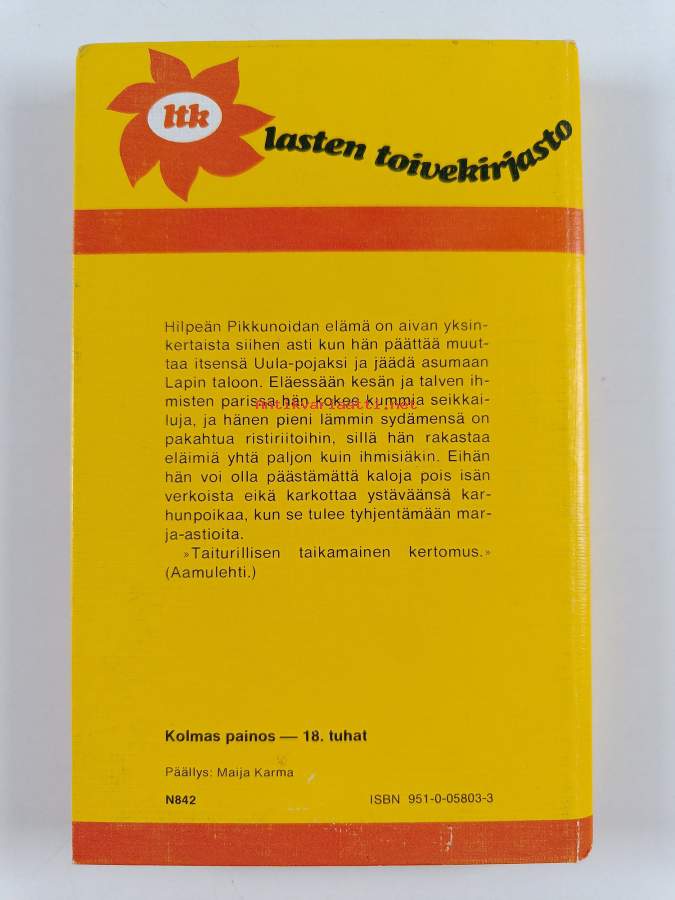 ltk
lasten toivekirjasto
Hilpeän Pikkunoidan elämä on aivan yksin-
kertaista siihen asti kun hän päättää muut-
taa itsensä Uula-pojaksi ja jäädä asumaan
Lapin taloon. Eläessään kesän ja talven ih-
misten parissa hän kokee kummia seikkai-
antikvariaatti.net
luja, ja hänen pieni lämmin sydämensä on
pakahtua ristiriitoihin, sillä hän rakastaa
eläimiä yhtä paljon kuin ihmisiäkin. Eihän
hän voi olla päästämättä kaloja pois isän
verkoista eikä karkottaa ystäväänsä kar-
hunpoikaa, kun se tulee tyhjentämään mar-
ja-astioita.
»Taiturillisen taikamainen kertomus.»
(Aamulehti.)
Kolmas painos — 18. tuhat
Päällys: Maija Karma
N842 ISBN 951-0-05803-3